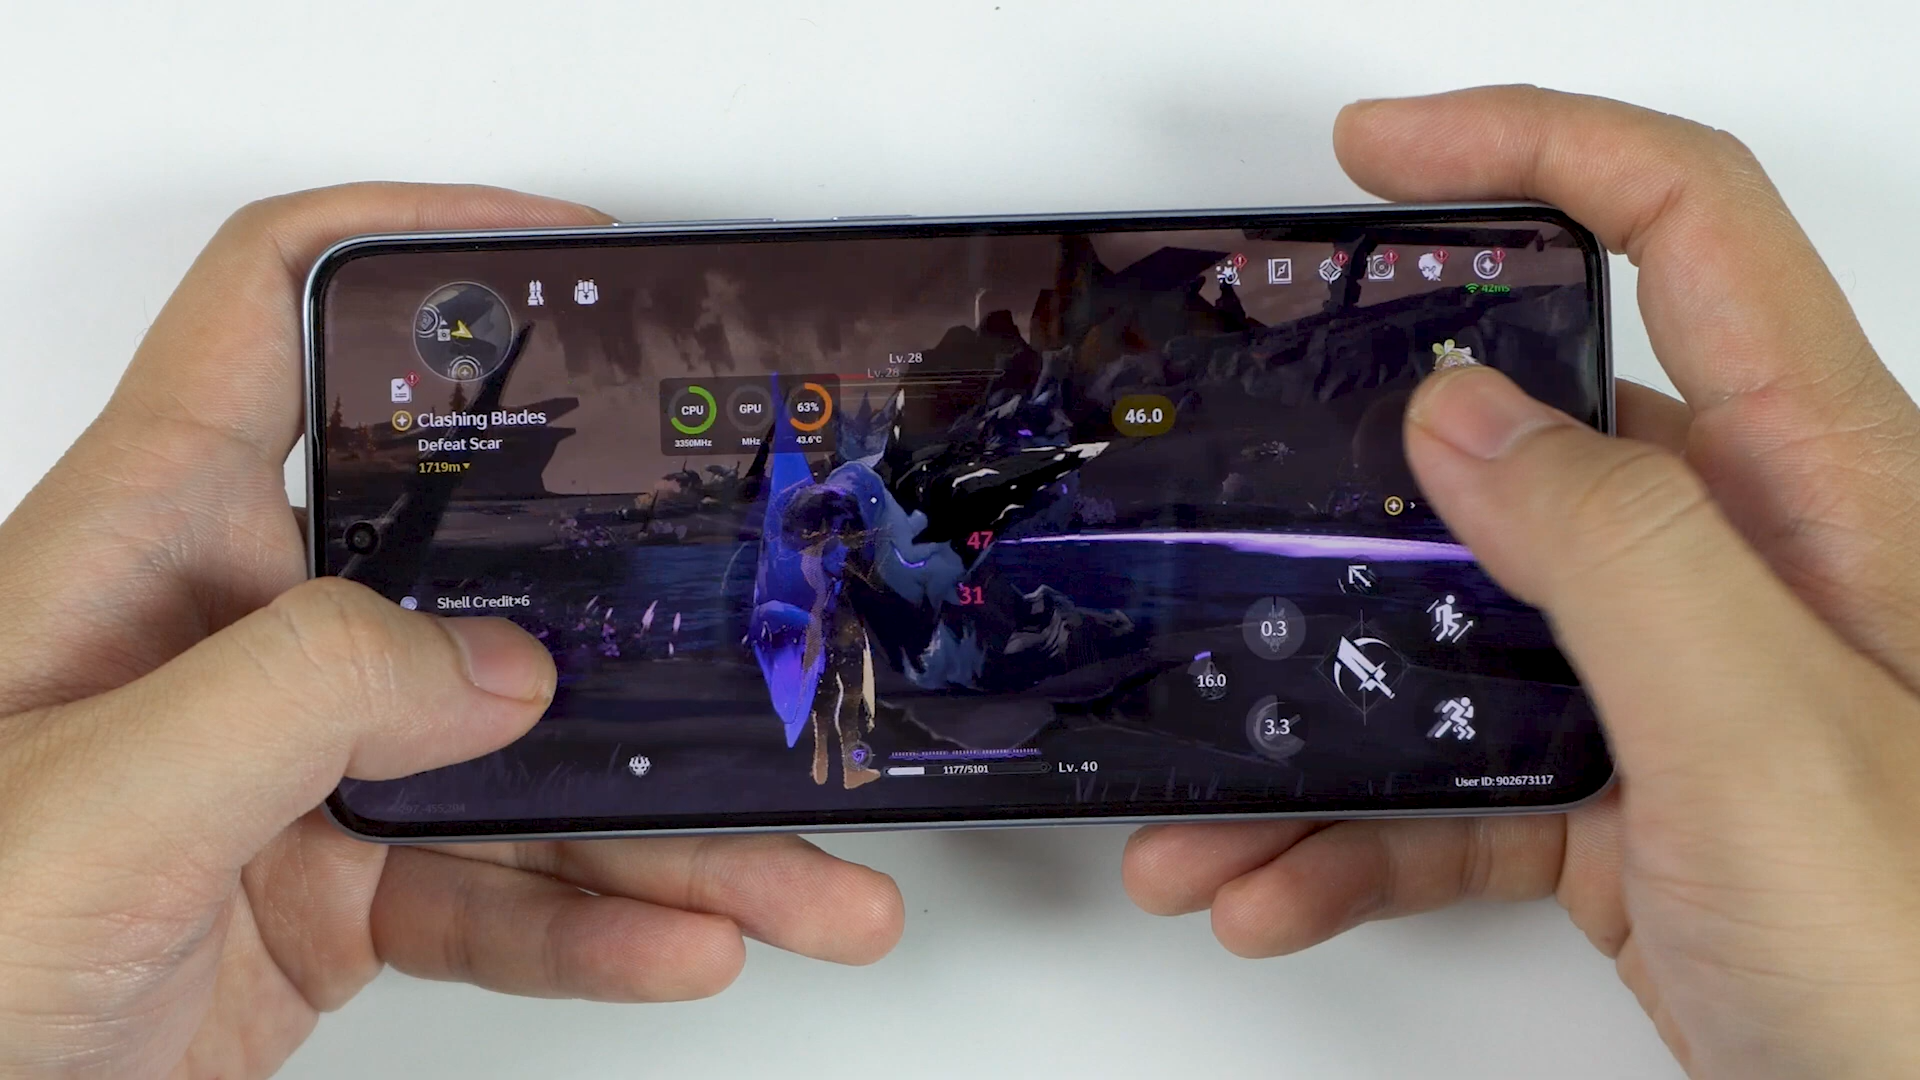 42ms
Lv. 28
Lv. 28
CPU
GPU
63%
3350MHz
MHz
43.6°C
46.0
Clashing Blades
Defeat Scar
1719m
47
31
Shell Credit×6
0.3
16.0
3.3
1177/5101
Lv. 40
User ID: 902673117